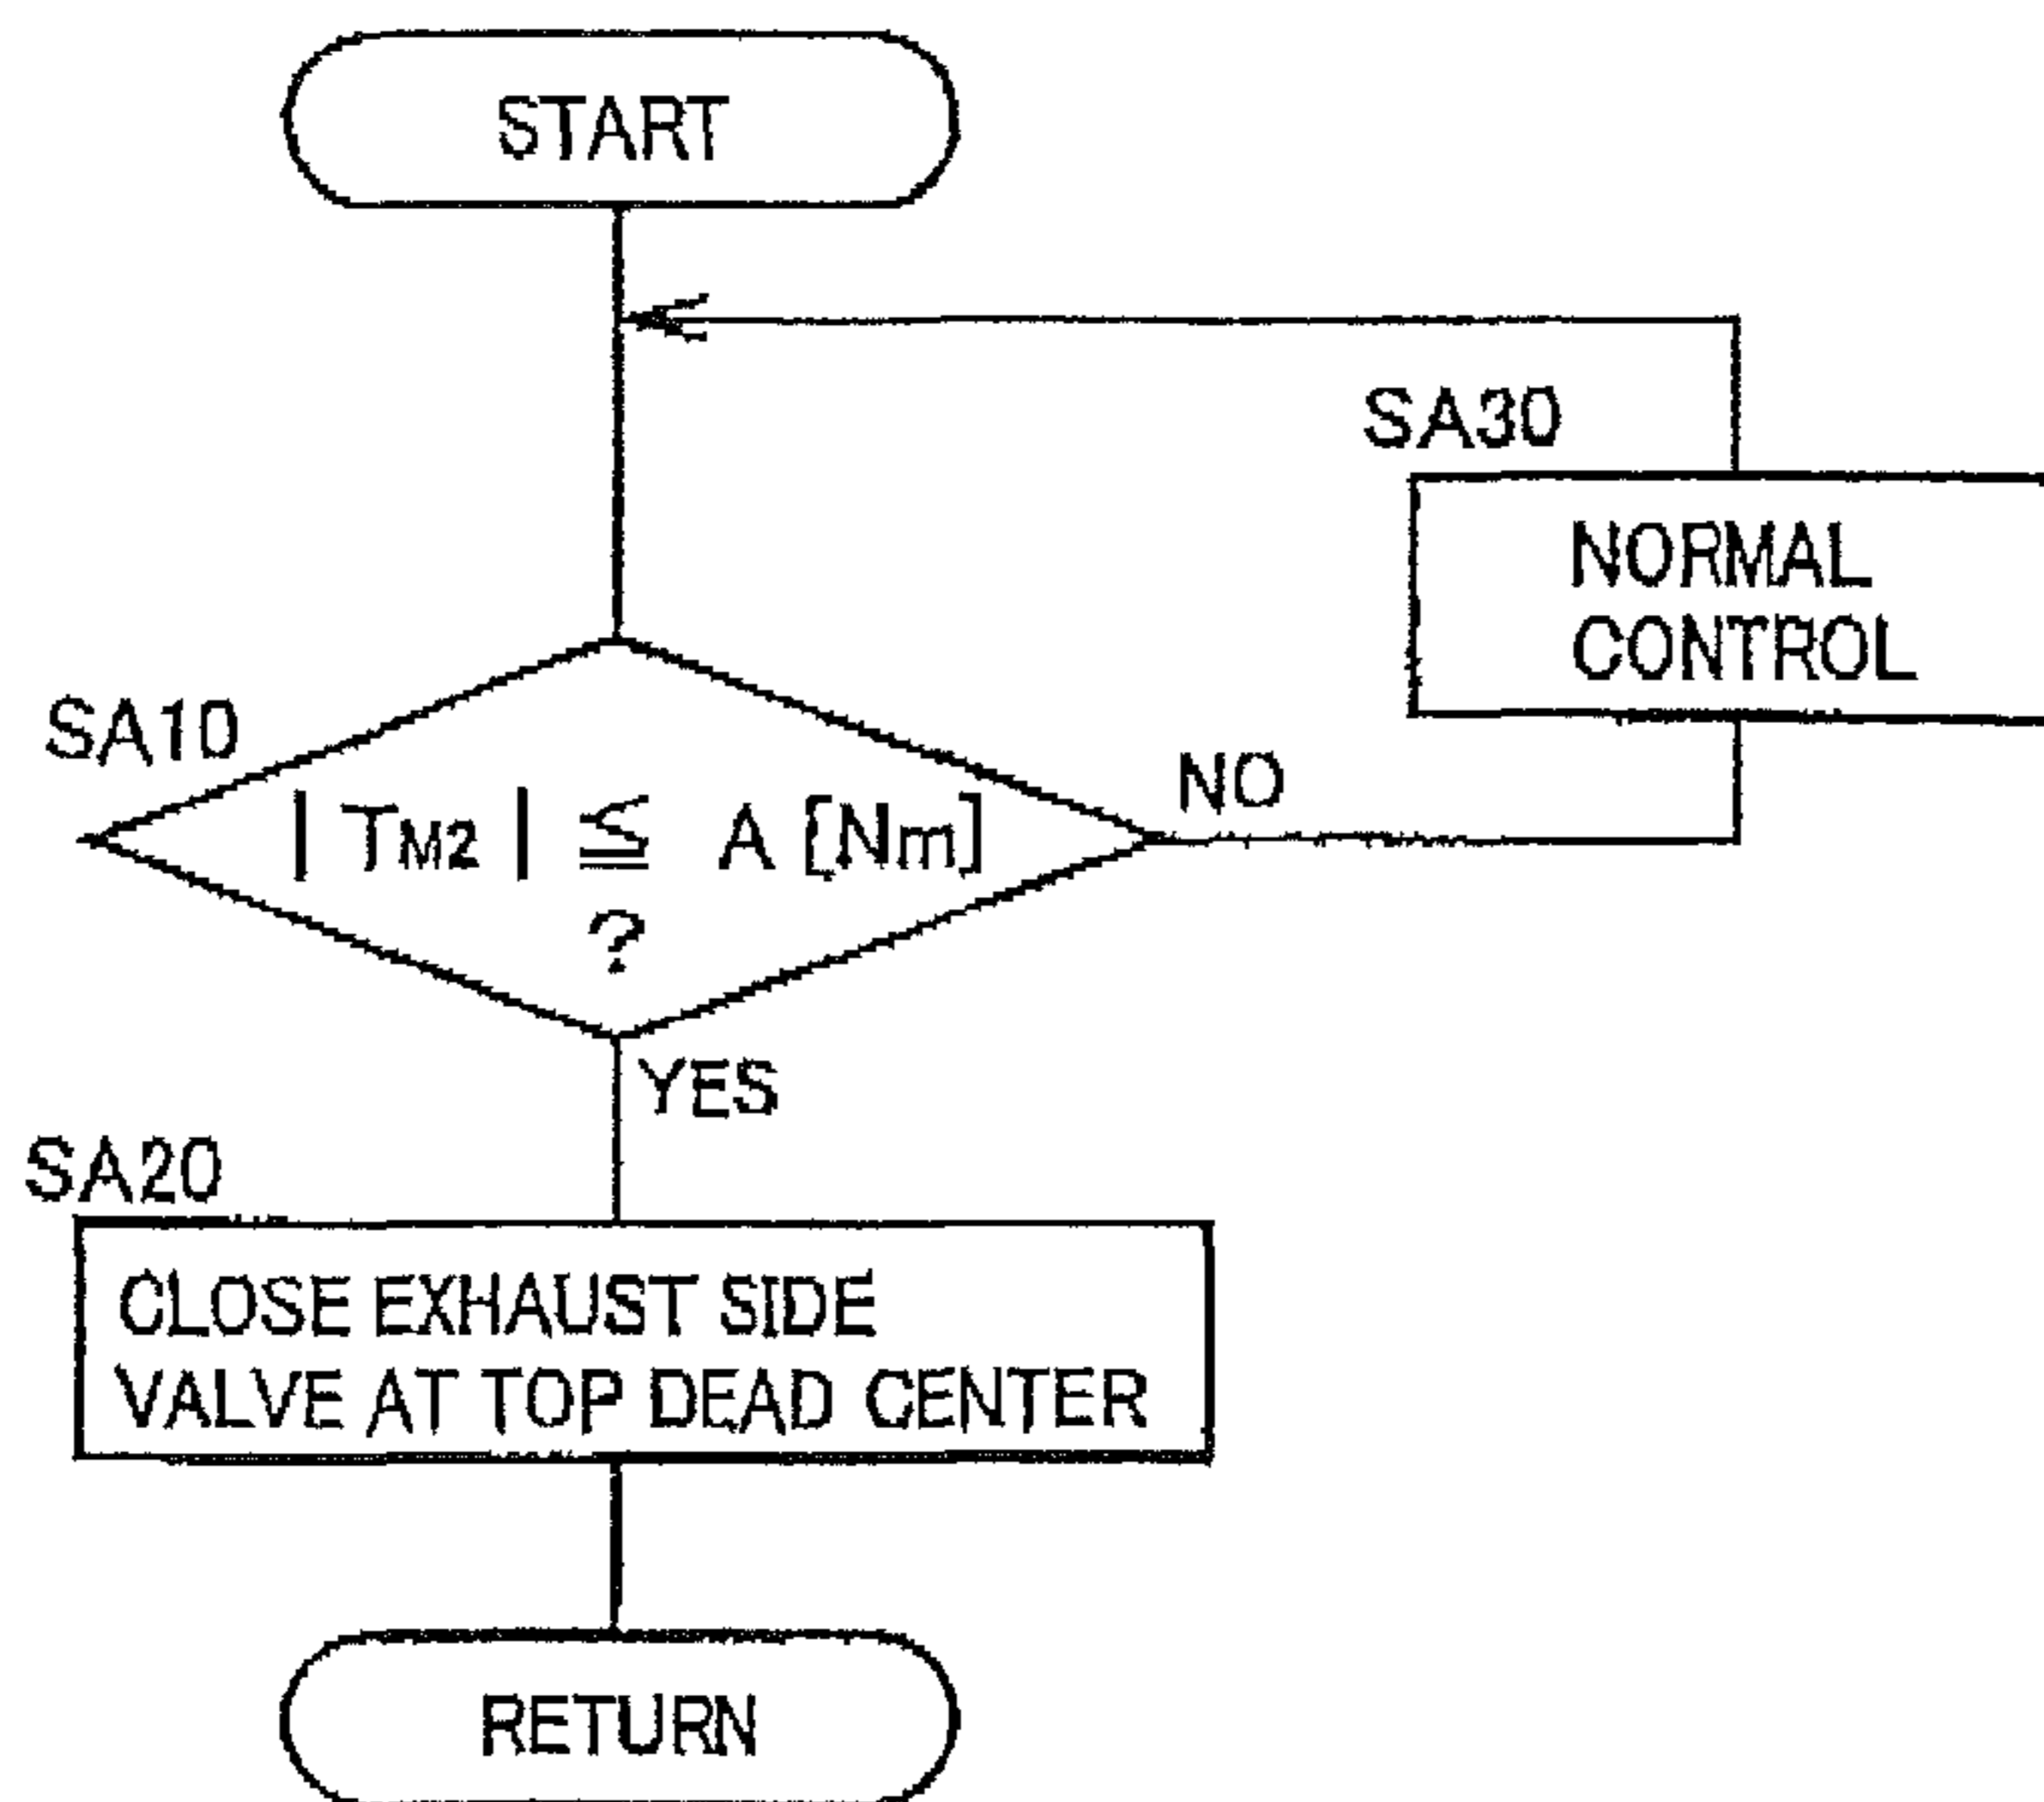 START
SA30
NORMAL
CONTROL
SA10
| TM2 | ≦ A [Nm]
?
NO
YES
SA20
CLOSE EXHAUST SIDE
VALVE AT TOP DEAD CENTER
RETURN